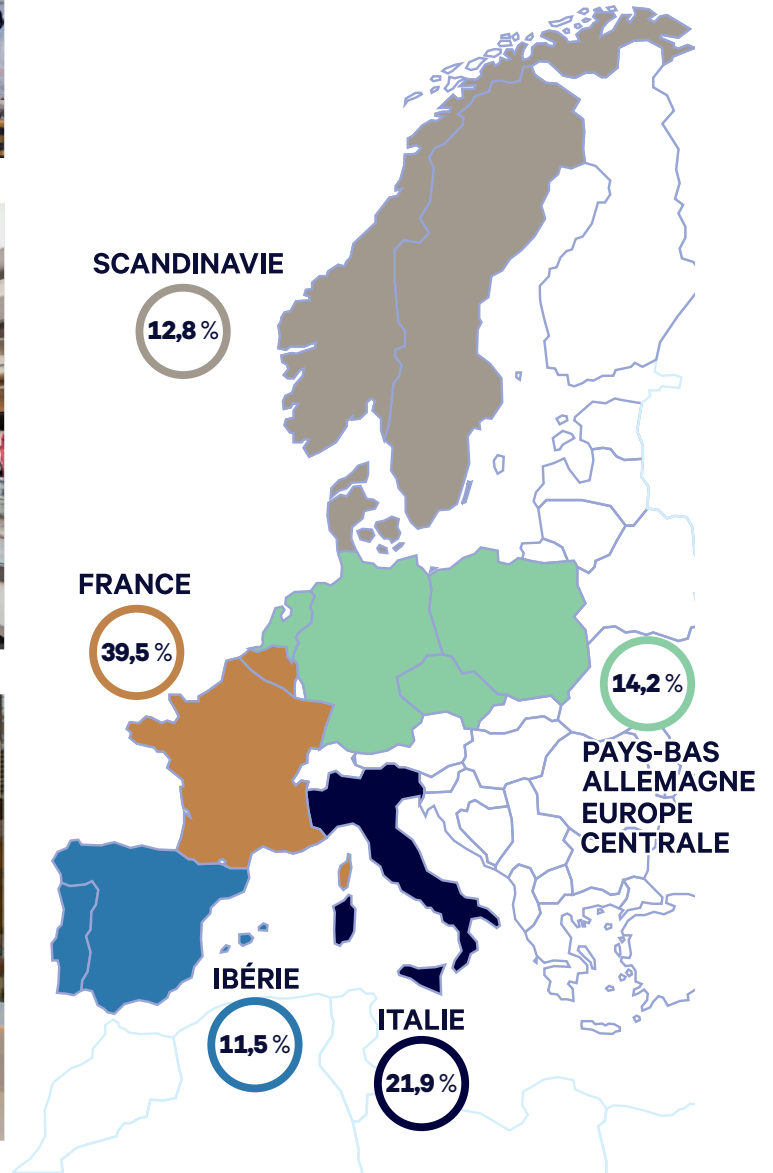 SCANDINAVIE
12,8 %
FRANCE
39,5 %
14,2 %
PAYS-BAS
ALLEMAGNE
EUROPE
CENTRALE
IBÉRIE
11,5 %
ITALIE
21,9 %